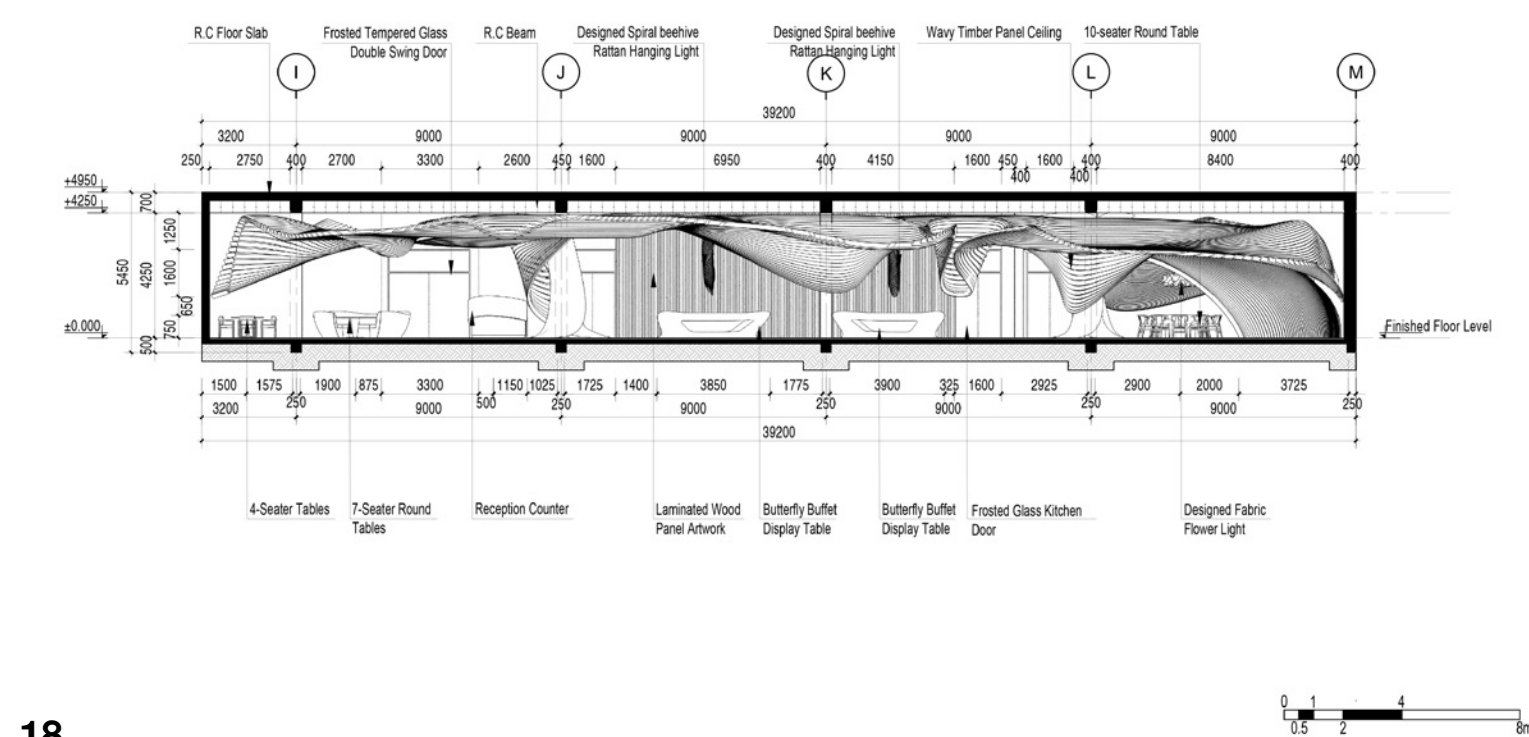 R.C Floor Slab
Frosted Tempered Glass
Double Swing Door
R.C Beam
Designed Spiral beehive
Rattan Hanging Light
Designed Spiral beehive
Rattan Hanging Light
Wavy Timber Panel Ceiling
10-seater Round Table
I
J
K
L
M
39200
3200 9000 9000 9000 9000
250 2750 400 2700 3300 2600 450 1600 6950 400 4150 1600 450 1600 400 8400 400
400 400
+4950
+4250
±0.000
5450
700
4250
500
1250
1600
650
750
Finished Floor Level
1500 1575 1900 875 3300 1150 1025 1725 1400 3850 1775 3900 325 1600 2925 2900 2000 3725
250 500 250 250 250 250
3200 9000 9000 9000 9000
39200
4-Seater Tables
7-Seater Round
Tables
Reception Counter
Laminated Wood
Panel Artwork
Butterfly Buffet
Display Table
Butterfly Buffet
Display Table
Frosted Glass Kitchen
Door
Designed Fabric
Flower Light
0 1 4
0.5 2 8m
18